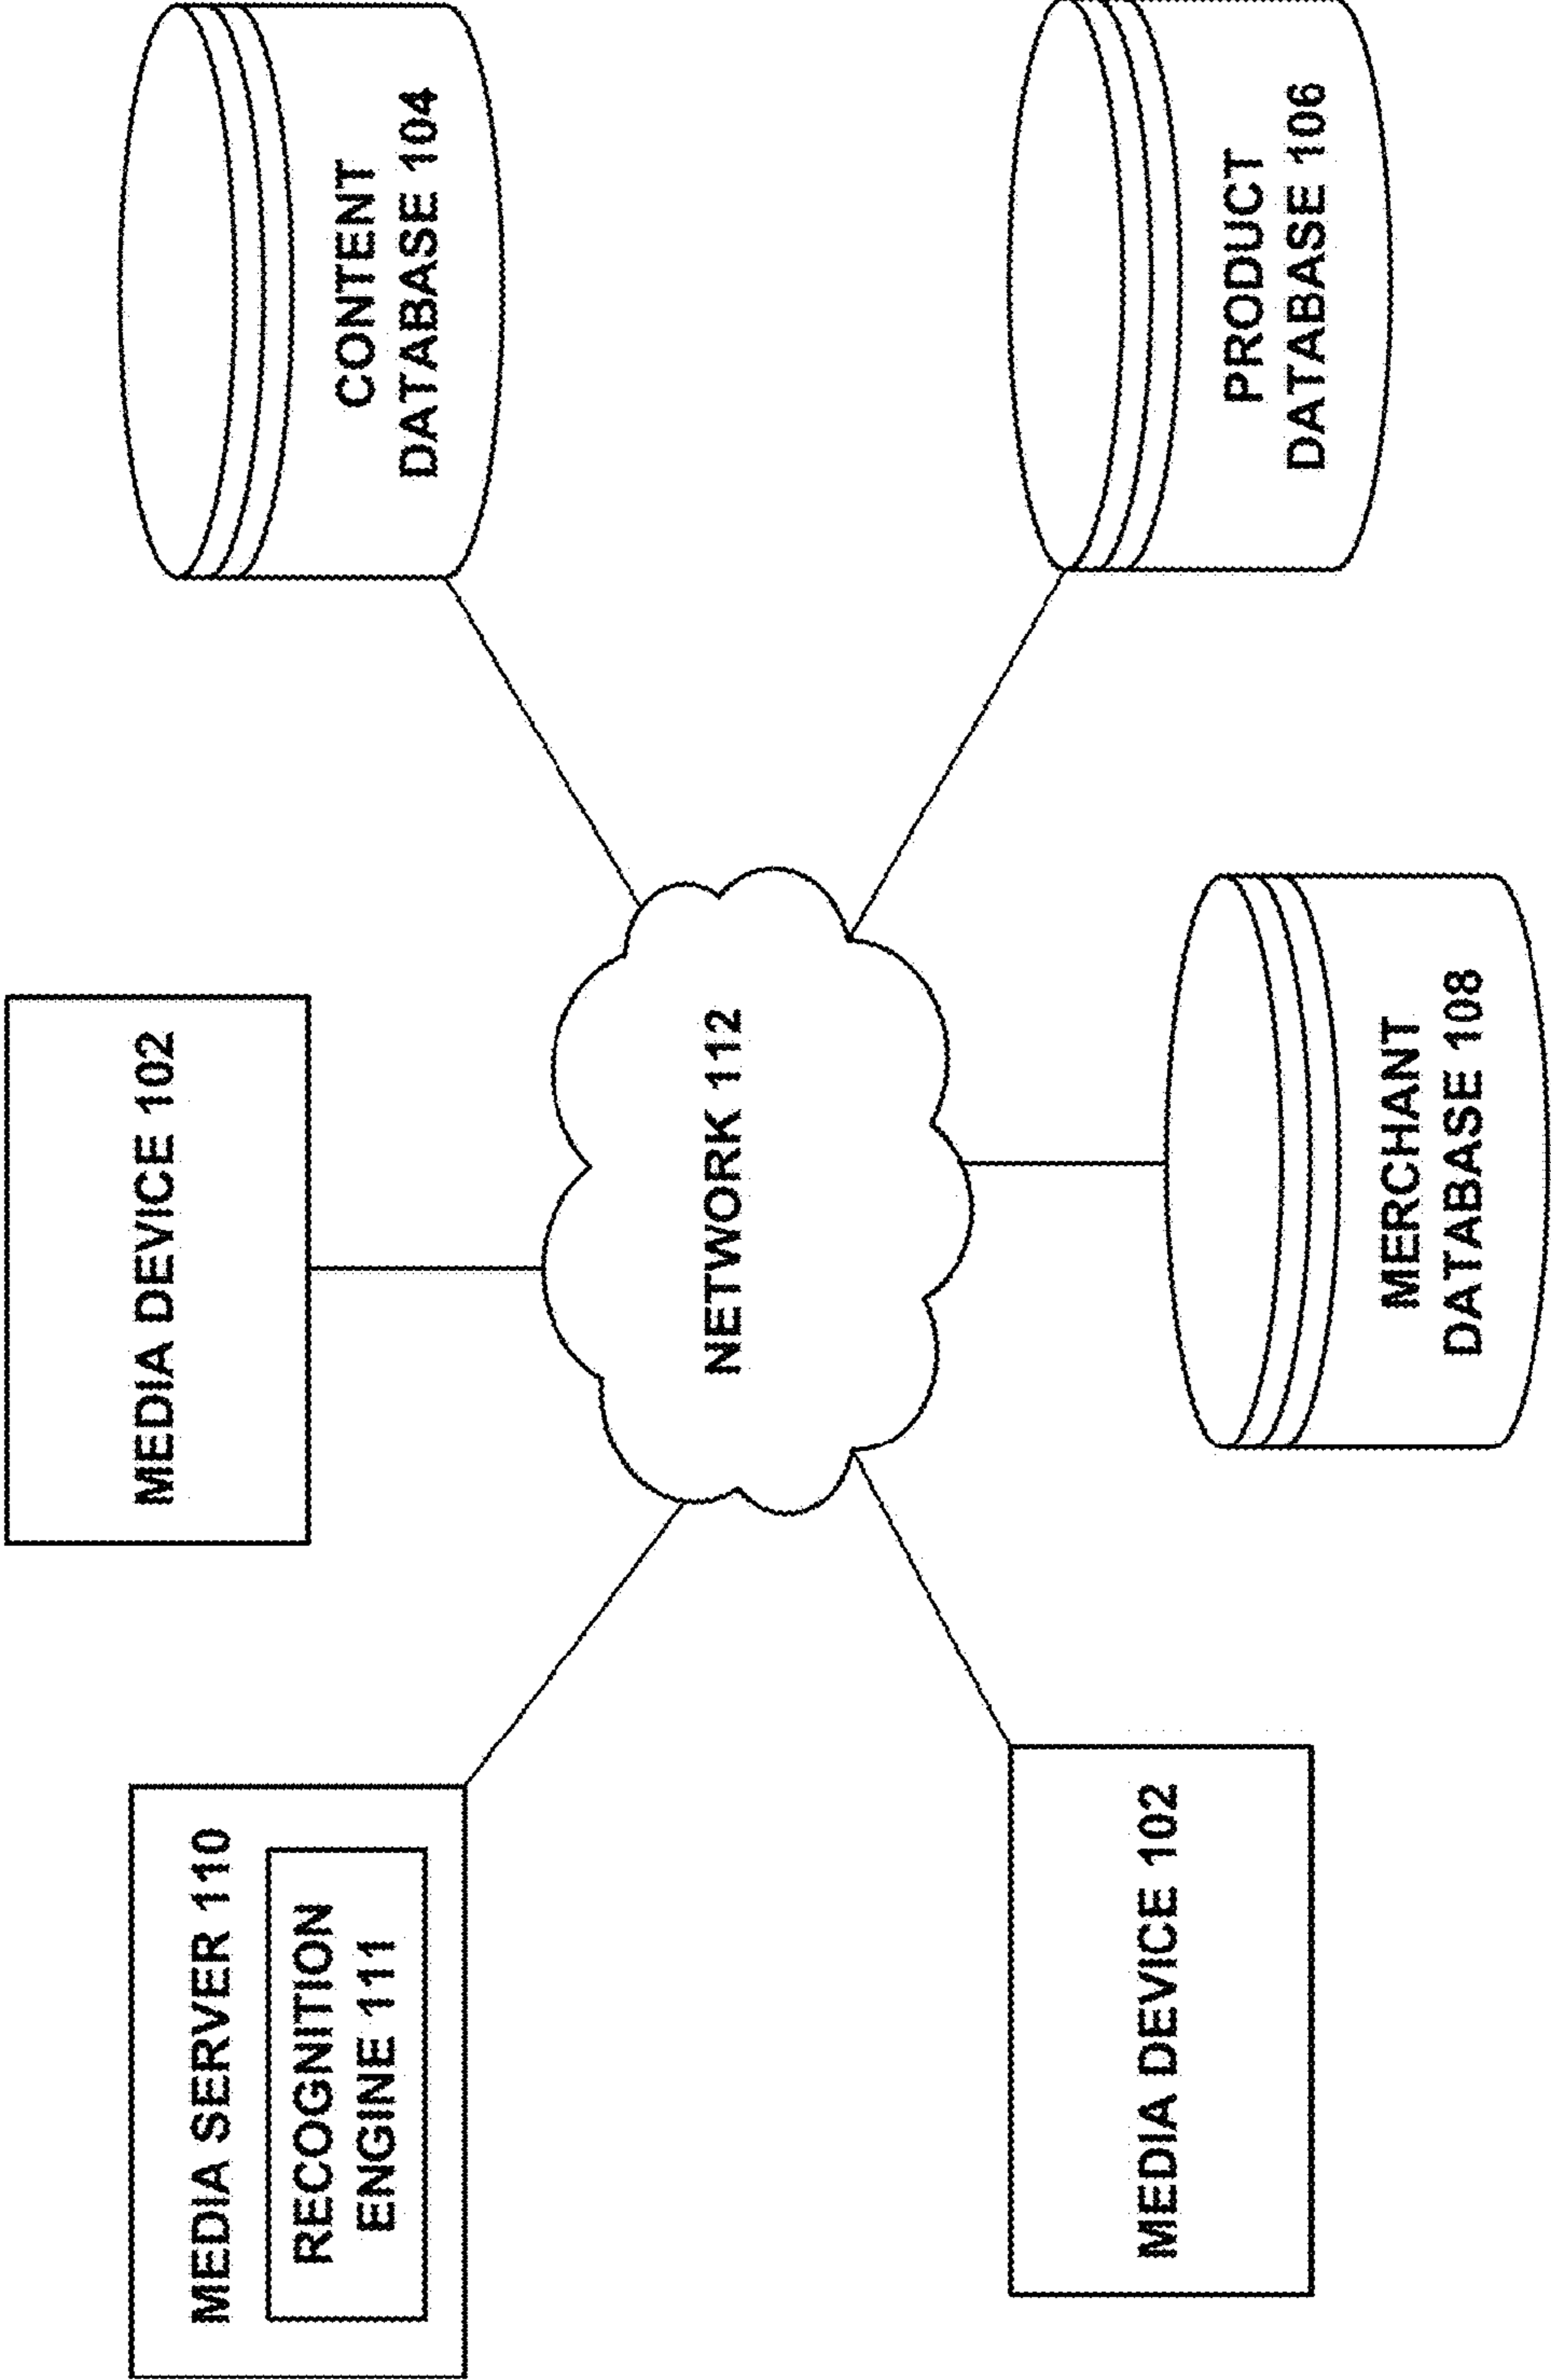 MEDIA SERVER 110
RECOGNITION
ENGINE 111
MEDIA DEVICE 102
CONTENT
DATABASE 104
NETWORK 112
MEDIA DEVICE 102
MERCHANT
DATABASE 108
PRODUCT
DATABASE 106